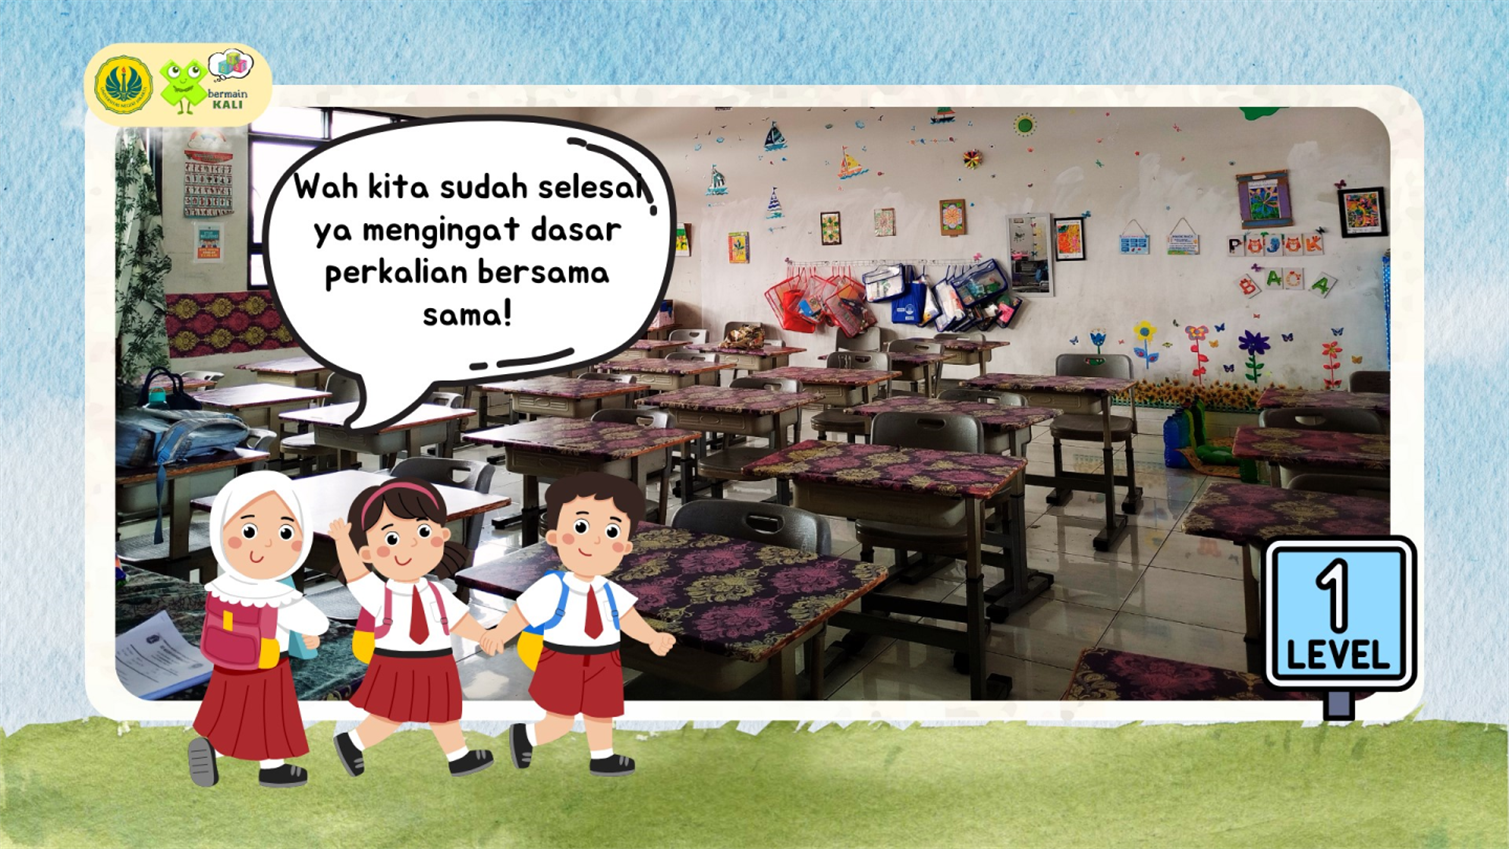 bermain
KALI
Wah kita sudah selesai
ya mengingat dasar
perkalian bersama
sama!
POJOK
BACA
1
LEVEL